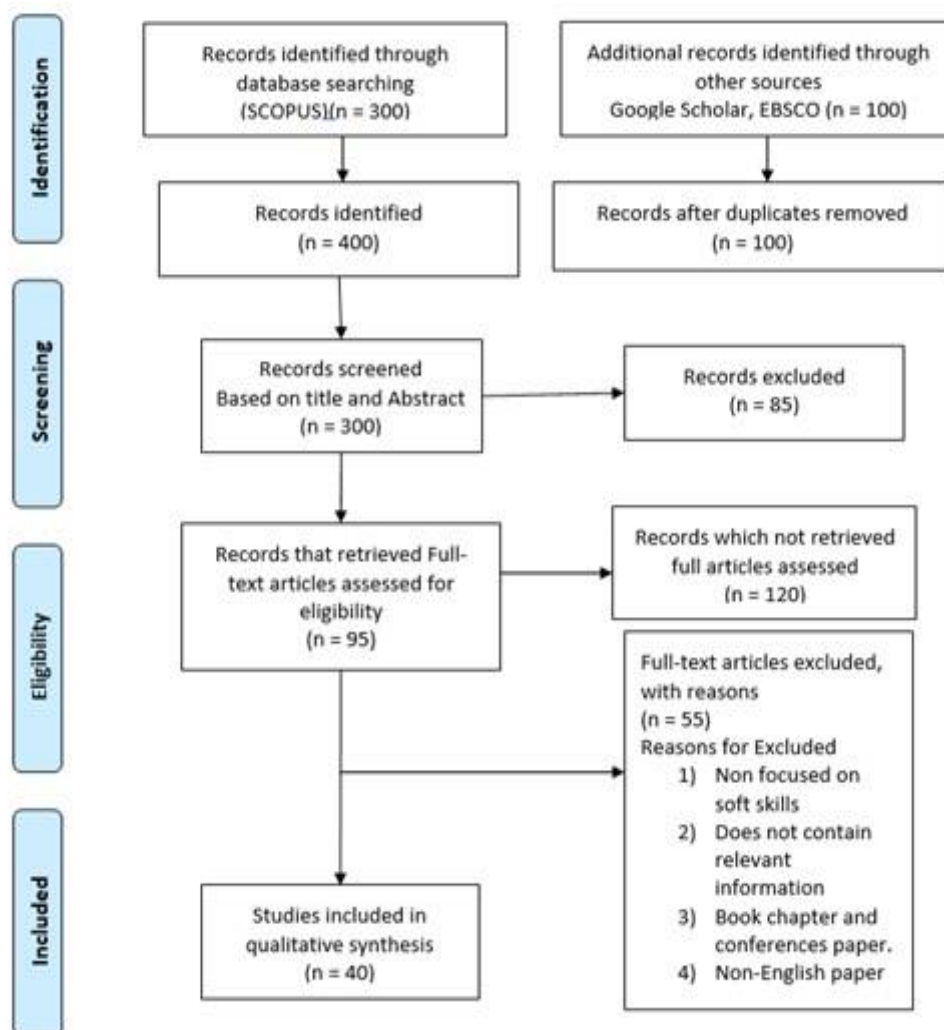 Identification
Records identified through
database searching
(SCOPUS)(n = 300)
Additional records identified through
other sources
Google Scholar, EBSCO (n = 100)
Records identified
(n = 400)
Records after duplicates removed
(n = 100)
Screening
Records screened
Based on title and Abstract
(n = 300)
Records excluded
(n = 85)
Eligibility
Records that retrieved Full-
text articles assessed for
eligibility
(n = 95)
Records which not retrieved
full articles assessed
(n = 120)
Full-text articles excluded,
with reasons
(n = 55)
Reasons for Excluded
1) Non focused on
soft skills
2) Does not contain
relevant
information
3) Book chapter and
conferences paper.
4) Non-English paper
Included
Studies included in
qualitative synthesis
(n = 40)